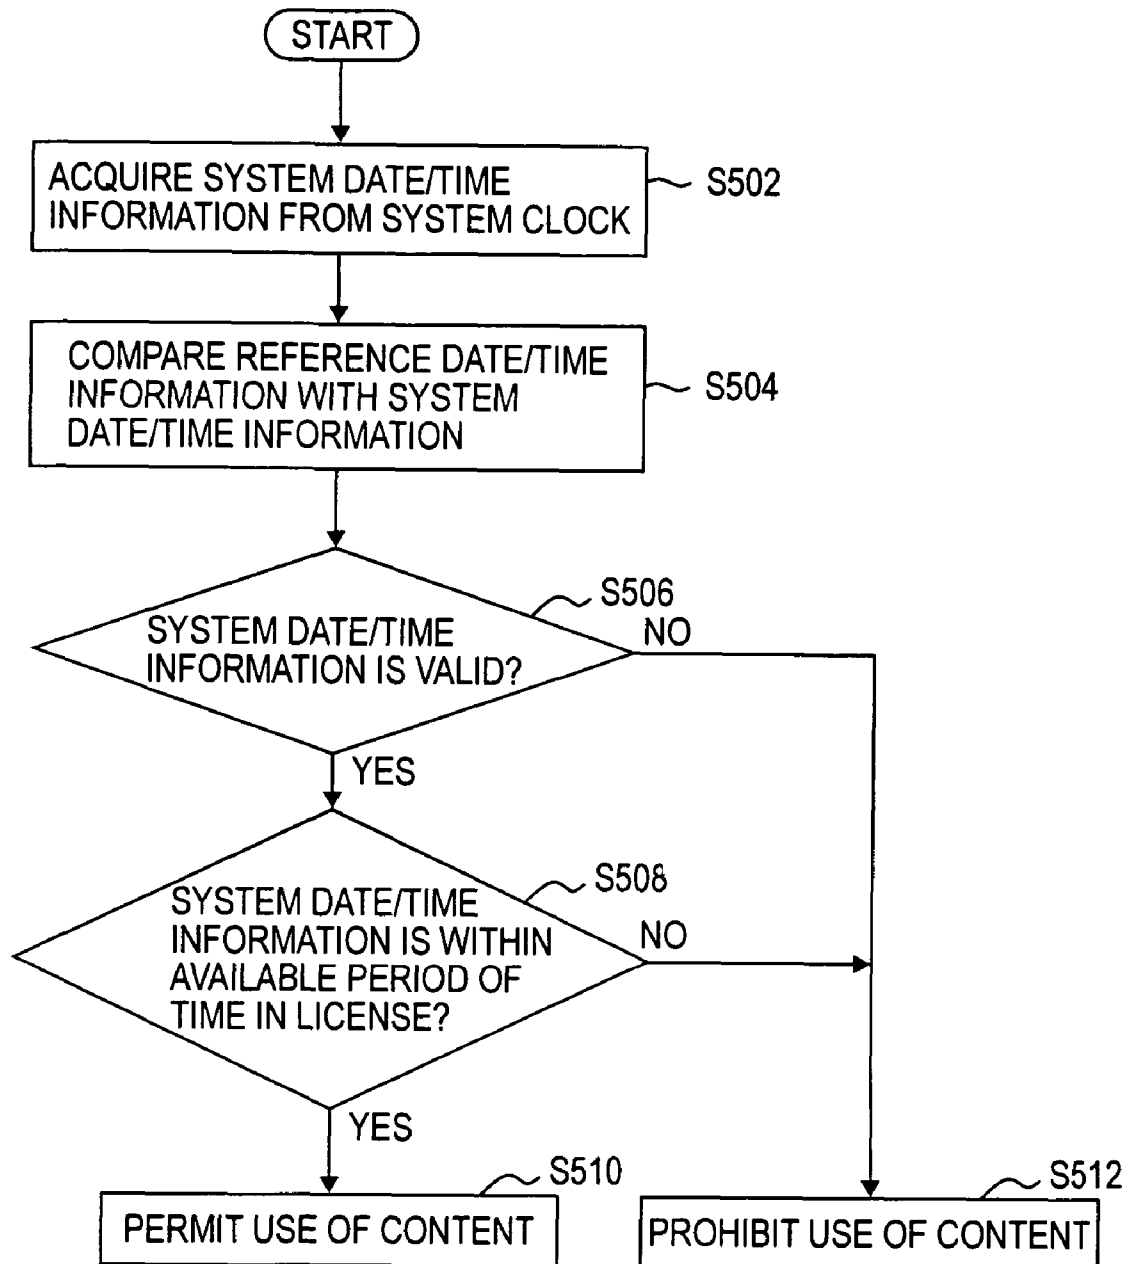 START
ACQUIRE SYSTEM DATE/TIME
INFORMATION FROM SYSTEM CLOCK
S502
COMPARE REFERENCE DATE/TIME
INFORMATION WITH SYSTEM
DATE/TIME INFORMATION
S504
S506
SYSTEM DATE/TIME
INFORMATION IS VALID?
NO
YES
S508
SYSTEM DATE/TIME
INFORMATION IS WITHIN
AVAILABLE PERIOD OF
TIME IN LICENSE?
NO
YES
S510
PERMIT USE OF CONTENT
S512
PROHIBIT USE OF CONTENT